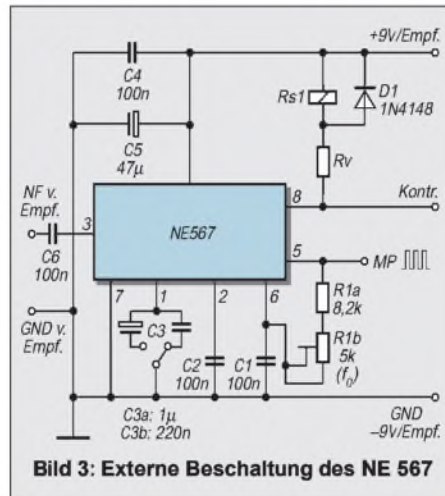 +9V/Empf.
C4
100n
Rs1
D1
1N4148
C5
47µ
Rv
NF v.
Empf.
8
Kontr.
3
NE567
C6
100n
5
MP
7
1
2
6
R1a
8,2k
GND v.
Empf.
C3
C2
100n
C1
100n
R1b
5k
(f0)
C3a: 1µ
C3b: 220n
GND
–9V/Empf.
Bild 3: Externe Beschaltung des NE 567